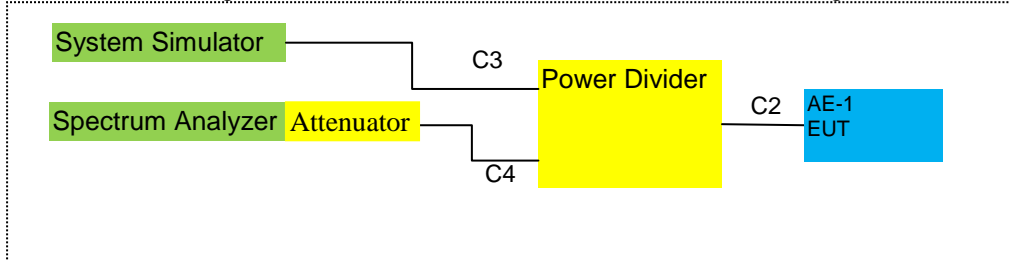 System Simulator
C3
Power Divider
C2
AE-1
EUT
Spectrum Analyzer
Attenuator
C4